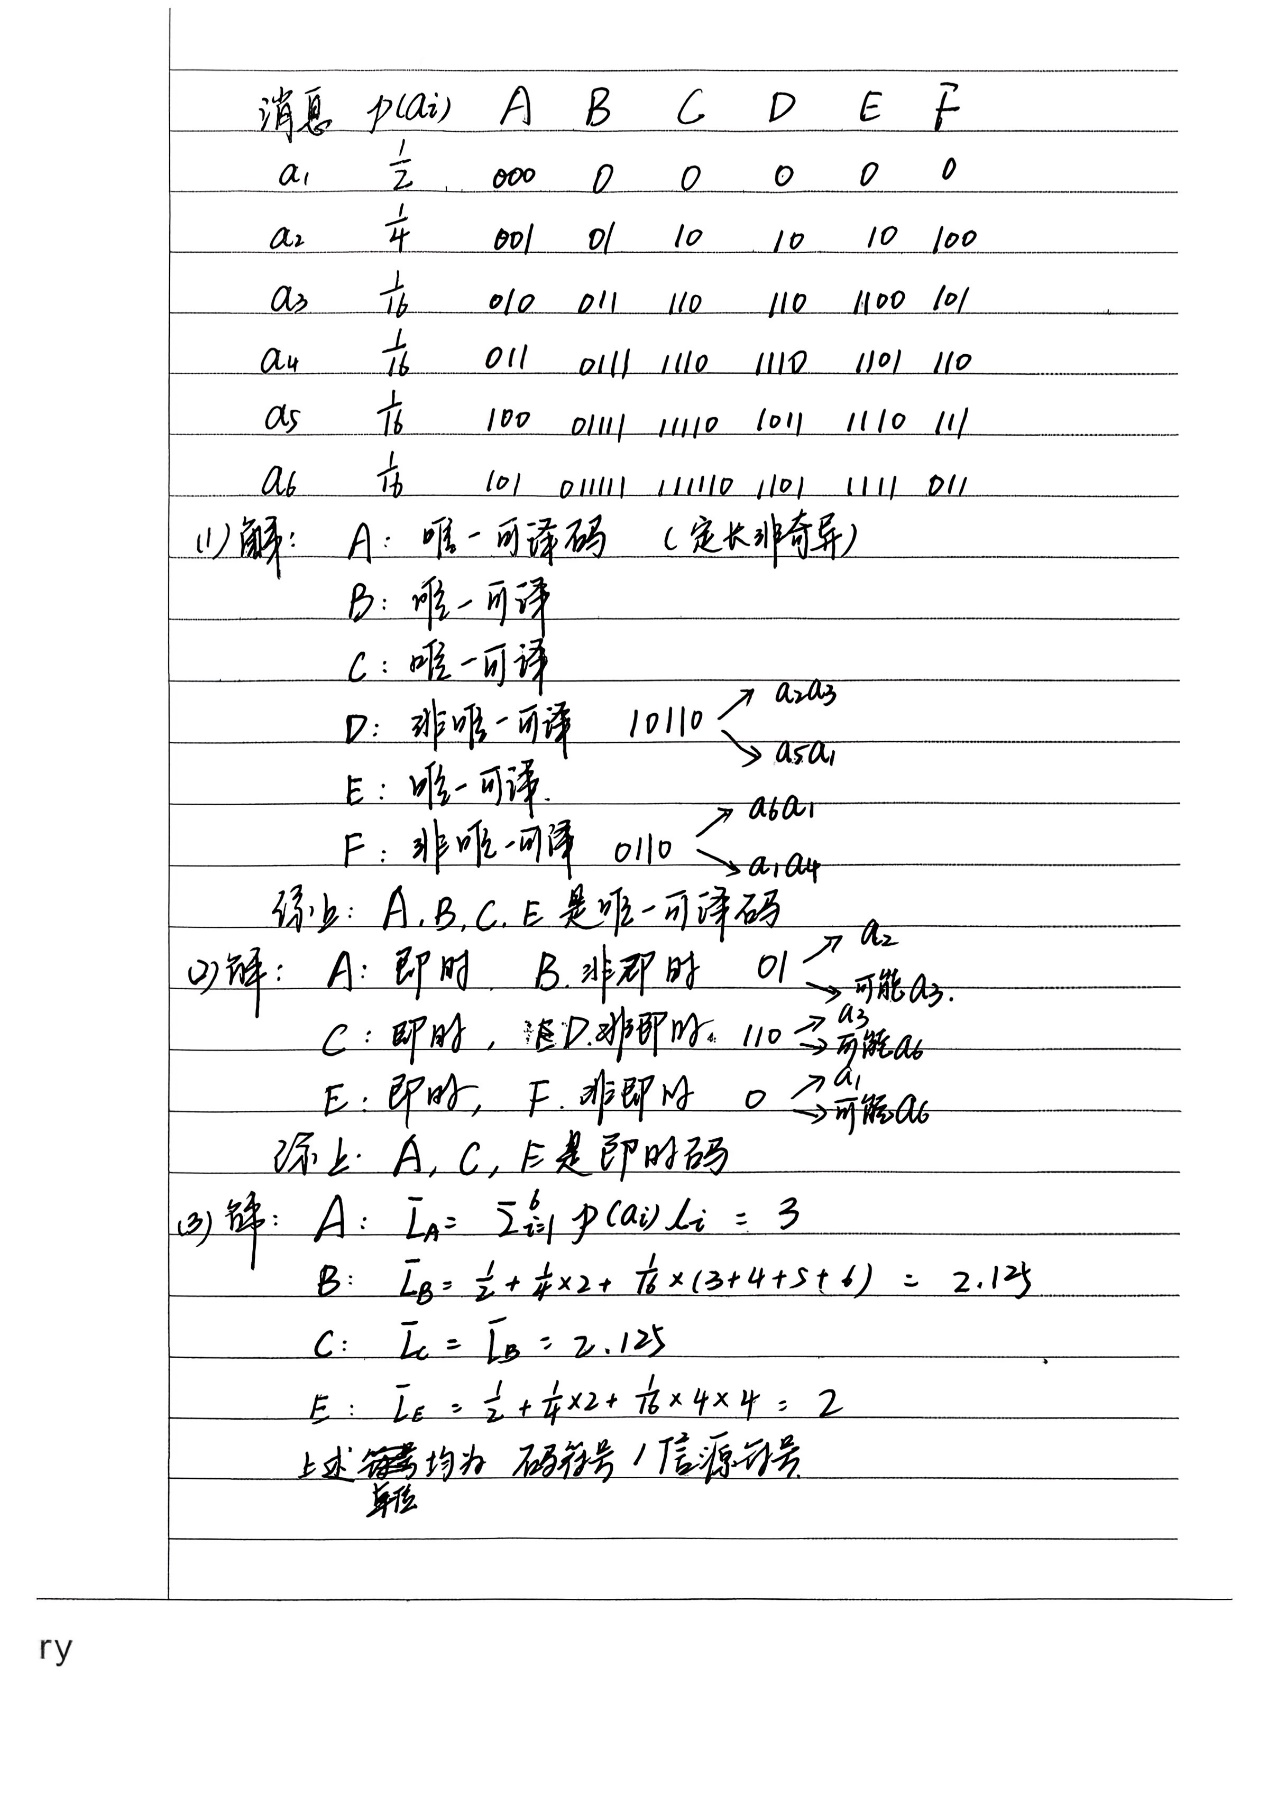 消息 p(ai) A B C D E F
a1 1/2 000 0 0 0 0 0
a2 1/4 001 01 10 10 10 100
a3 1/16 010 011 110 110 1100 101
a4 1/16 011 0111 1110 1110 1101 110
a5 1/16 100 01111 11110 1011 1110 111
a6 1/16 101 011111 111110 1101 1111 011
(1)解: A: 唯一可译码 (定长非奇异)
B: 唯一可译
C: 唯一可译
D: 非唯一可译 10110 ↗ a2a3 ↘ a5a1
E: 唯一可译.
F: 非唯一可译 0110 ↗ a6a1 ↘ a1a4
综上: A, B, C, E 是唯一可译码
(2)解: A: 即时 B. 非即时 01 ↗ a2 → 可能a3.
C: 即时, D. 非即时. 110 ↗ a3 → 可能a6
E: 即时, F. 非即时 0 ↗ a1 → 可能a6
综上. A, C, E 是即时码
(3)解: A: L̄A = Σ⁶i=1 p(ai) Li = 3
B: L̄B = 1/2 + 1/4×2 + 1/16×(3+4+5+6) = 2.125
C: L̄C = L̄B = 2.125
E: L̄E = 1/2 + 1/4×2 + 1/16×4×4 = 2
上述单位均为 码符号/信源符号
ry